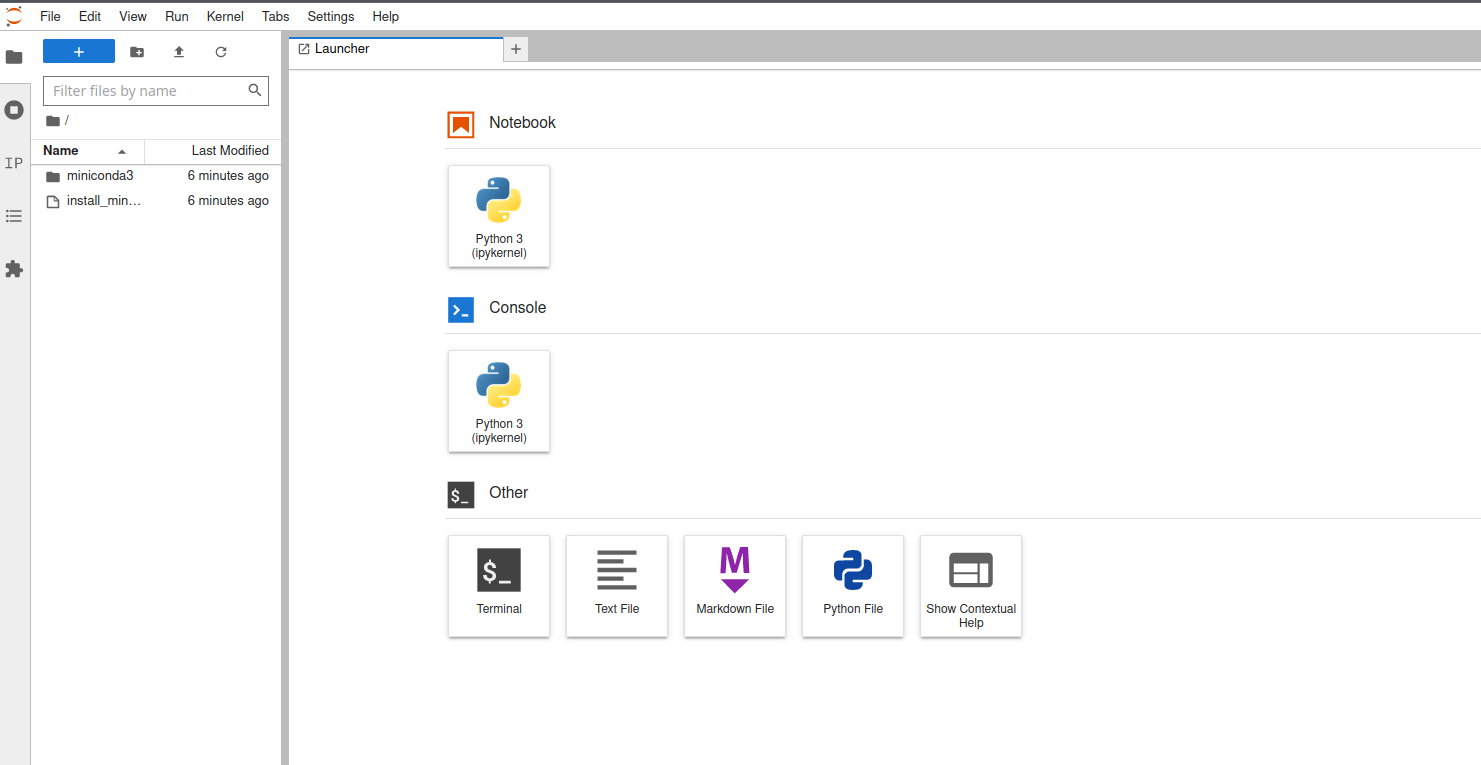 File Edit View Run Kernel Tabs Settings Help
+
Launcher
+
Filter files by name
/
IP
Name Last Modified
miniconda3 6 minutes ago
install_min… 6 minutes ago
Notebook
Python 3
(ipykernel)
Console
>_
Python 3
(ipykernel)
$_
Other
$_
Terminal
Text File
M
Markdown File
Python File
Show Contextual
Help